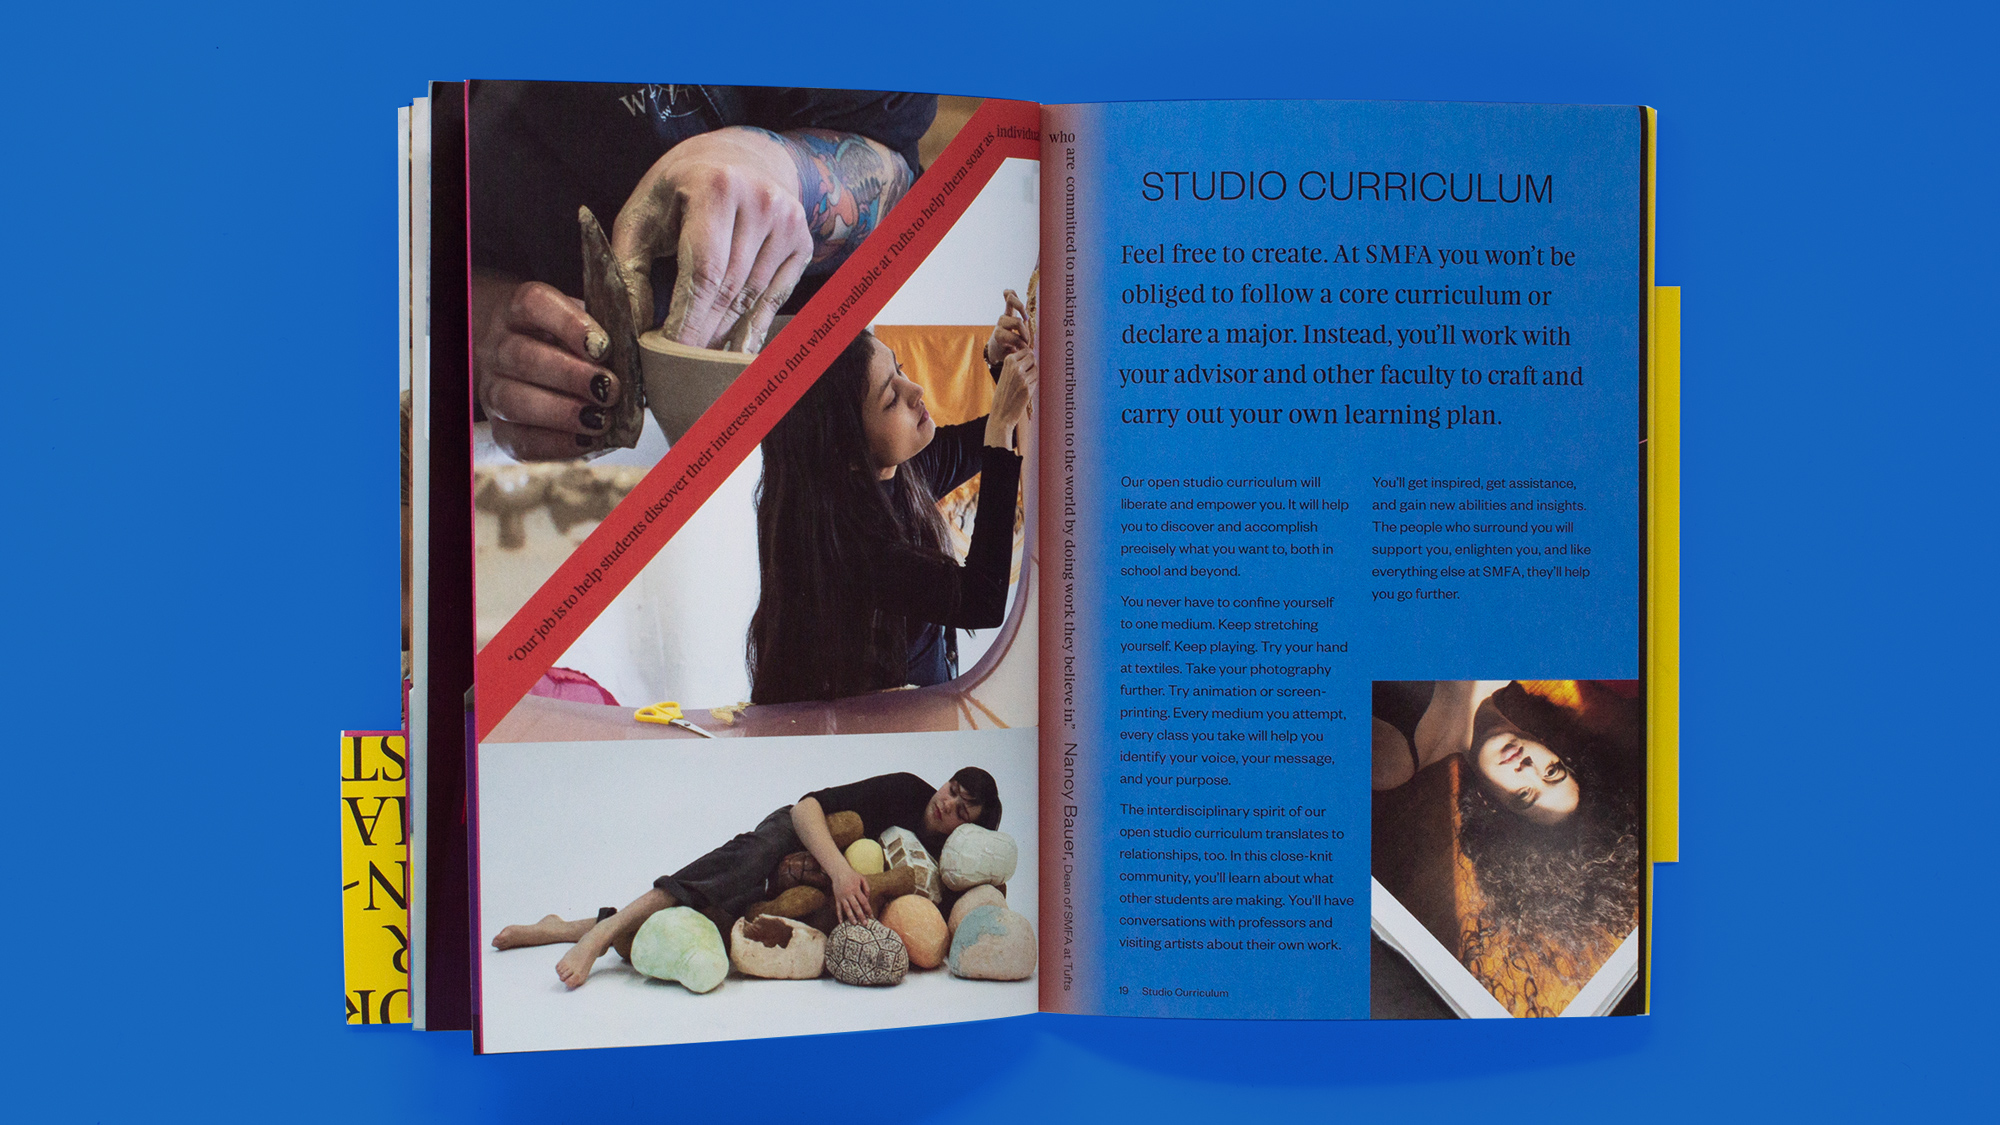 "Our job is to help students discover their interests and to find what's available at Tufts to help them soar as individuals
who are committed to making a contribution to the world by doing work they believe in." Nancy Bauer, Dean of SMFA at Tufts
STUDIO CURRICULUM
Feel free to create. At SMFA you won't be
obliged to follow a core curriculum or
declare a major. Instead, you'll work with
your advisor and other faculty to craft and
carry out your own learning plan.
Our open studio curriculum will
liberate and empower you. It will help
you to discover and accomplish
precisely what you want to, both in
school and beyond.
You never have to confine yourself
to one medium. Keep stretching
yourself. Keep playing. Try your hand
at textiles. Take your photography
further. Try animation or screen-
printing. Every medium you attempt,
every class you take will help you
identify your voice, your message,
and your purpose.
The interdisciplinary spirit of our
open studio curriculum translates to
relationships, too. In this close-knit
community, you'll learn about what
other students are making. You'll have
conversations with professors and
visiting artists about their own work.
You'll get inspired, get assistance,
and gain new abilities and insights.
The people who surround you will
support you, enlighten you, and like
everything else at SMFA, they'll help
you go further.
19 Studio Curriculum